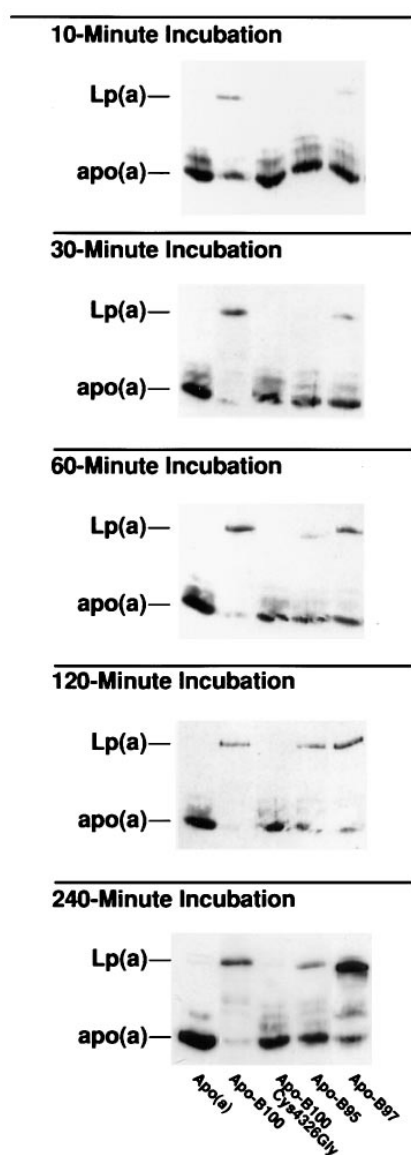 10-Minute Incubation
Lp(a)—
apo(a)—
30-Minute Incubation
Lp(a)—
apo(a)—
60-Minute Incubation
Lp(a)—
apo(a)—
120-Minute Incubation
Lp(a)—
apo(a)—
240-Minute Incubation
Lp(a)—
apo(a)—
Apo(a)
Apo-B100
Apo-B100
Cys4326Gly
Apo-B95
Apo-B97